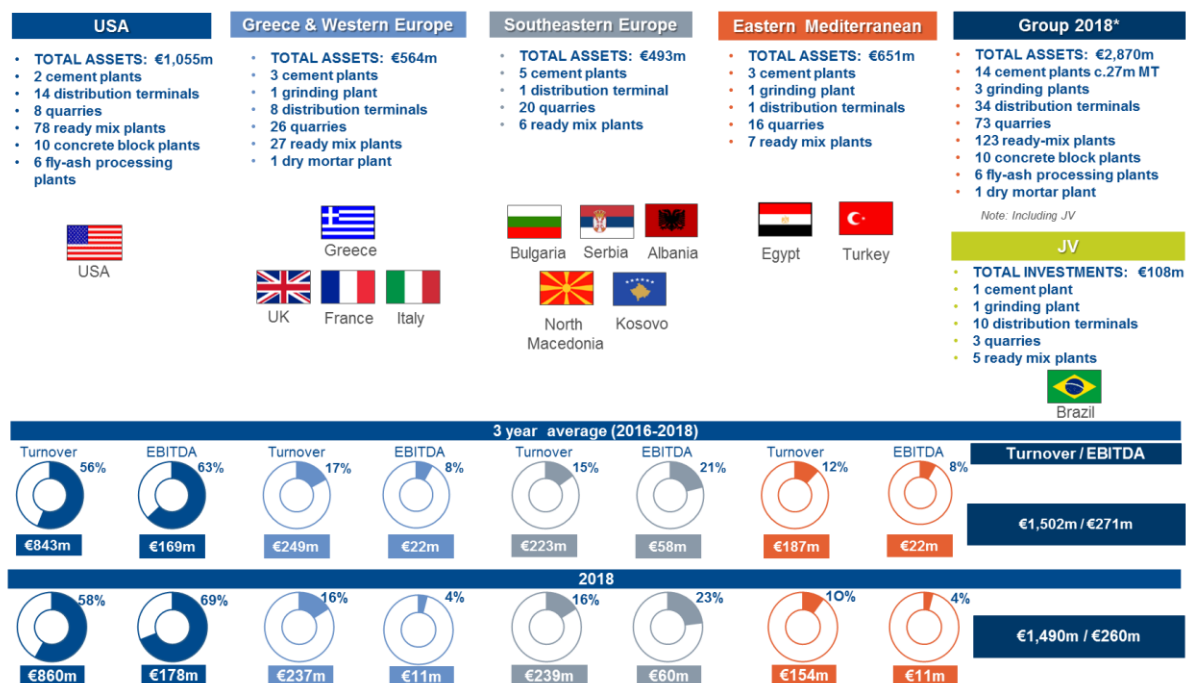 USA
TOTAL ASSETS: €1,055m
2 cement plants
14 distribution terminals
8 quarries
78 ready mix plants
10 concrete block plants
6 fly-ash processing
plants
USA
Greece & Western Europe
TOTAL ASSETS: €564m
3 cement plants
1 grinding plant
8 distribution terminals
26 quarries
27 ready mix plants
1 dry mortar plant
Greece
UK France Italy
Southeastern Europe
TOTAL ASSETS: €493m
5 cement plants
1 distribution terminal
20 quarries
6 ready mix plants
Bulgaria Serbia Albania
North
Macedonia
Kosovo
Eastern Mediterranean
TOTAL ASSETS: €651m
3 cement plants
1 grinding plant
1 distribution terminals
16 quarries
7 ready mix plants
Egypt Turkey
Group 2018*
TOTAL ASSETS: €2,870m
14 cement plants c.27m MT
3 grinding plants
34 distribution terminals
73 quarries
123 ready-mix plants
10 concrete block plants
6 fly-ash processing plants
1 dry mortar plant
Note: Including JV
JV
TOTAL INVESTMENTS: €108m
1 cement plant
1 grinding plant
10 distribution terminals
3 quarries
5 ready mix plants
Brazil
3 year average (2016-2018)
Turnover EBITDA Turnover EBITDA Turnover EBITDA Turnover EBITDA Turnover / EBITDA
56% 63% 17% 8% 15% 21% 12% 8%
€843m €169m €249m €22m €223m €58m €187m €22m €1,502m / €271m
2018
58% 69% 16% 4% 16% 23% 10% 4%
€860m €178m €237m €11m €239m €60m €154m €11m €1,490m / €260m